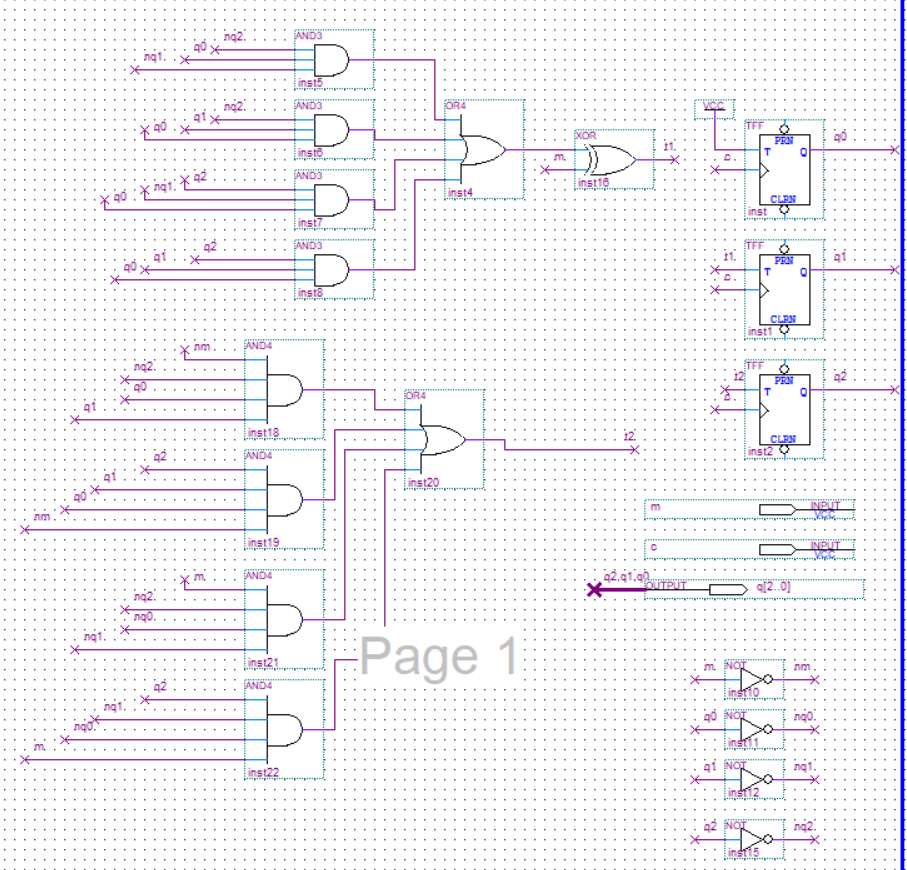 nq2
q0
nq1
AND3
inst5
nq2
q1
q0
AND3
inst6
q2
nq1
q0
AND3
inst7
q2
q1
q0
AND3
inst8
OR4
inst4
XOR
m
t1
inst16
VCC
TFF
PRN
T Q
q0
c
CLRN
inst
TFF
PRN
t1
T Q
q1
c
CLRN
inst1
TFF
PRN
t2
T Q
q2
c
CLRN
inst2
nm
nq2
q0
q1
AND4
inst18
q2
q1
q0
nm
AND4
inst19
m
nq2
nq0
nq1
AND4
inst21
q2
nq1
nq0
m
AND4
inst22
OR4
inst20
t2
m INPUT
VCC
c INPUT
VCC
q2,q1,q0 OUTPUT q[2..0]
Page 1
m NOT nm
inst10
q0 NOT nq0
inst11
q1 NOT nq1
inst12
q2 NOT nq2
inst15